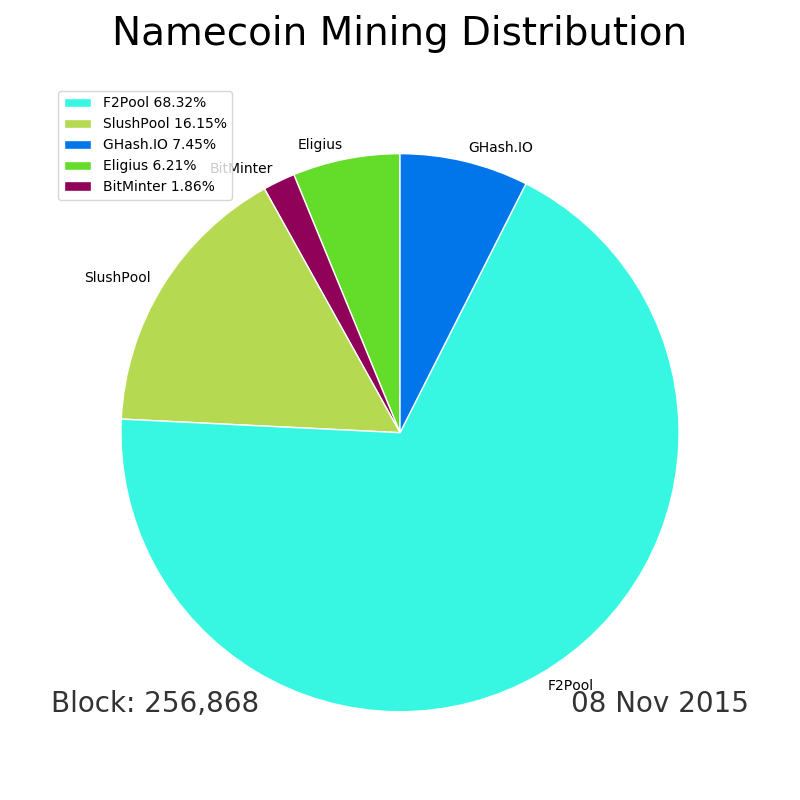 Namecoin Mining Distribution
F2Pool 68.32%
SlushPool 16.15%
GHash.IO 7.45%
Eligius 6.21%
BitMinter 1.86%
Eligius
GHash.IO
BitMinter
SlushPool
F2Pool
Block: 256,868
08 Nov 2015